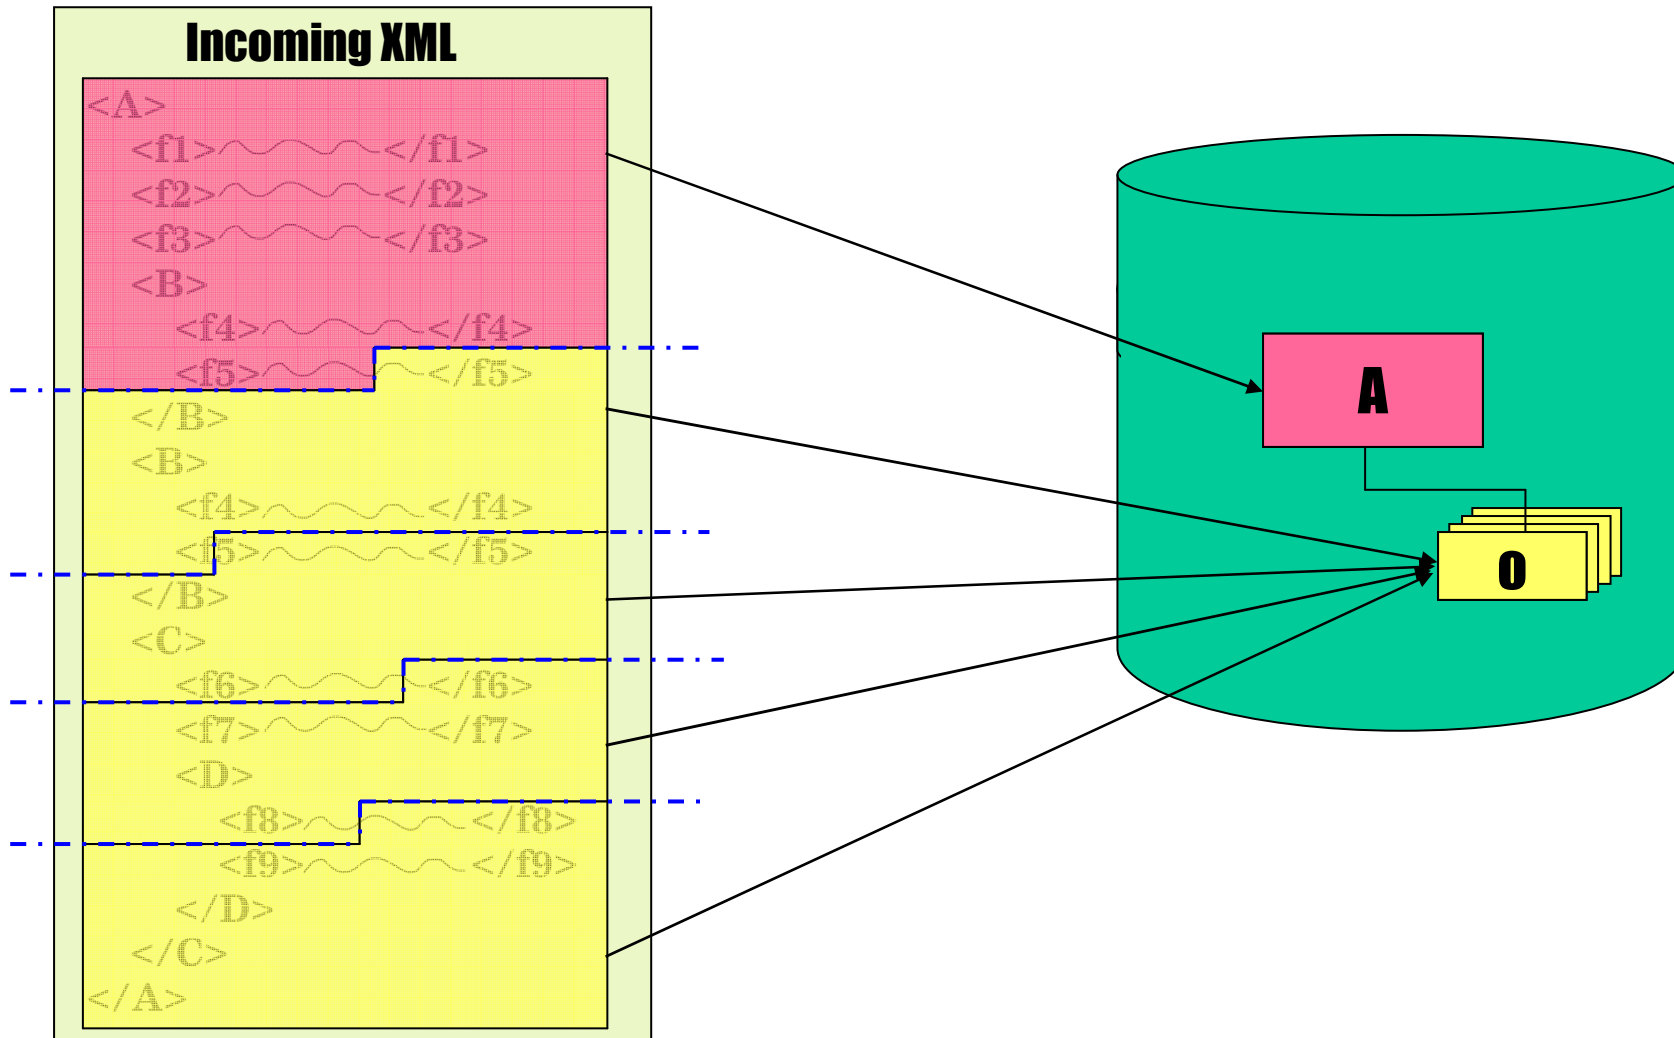 Incoming XML
<A>
<f1></f1>
<f2></f2>
<f3></f3>
<B>
<f4></f4>
<f5></f5>
</B>
<B>
<f4></f4>
<f5></f5>
</B>
<C>
<f6></f6>
<f7></f7>
<D>
<f8></f8>
<f9></f9>
</D>
</C>
</A>
A
O